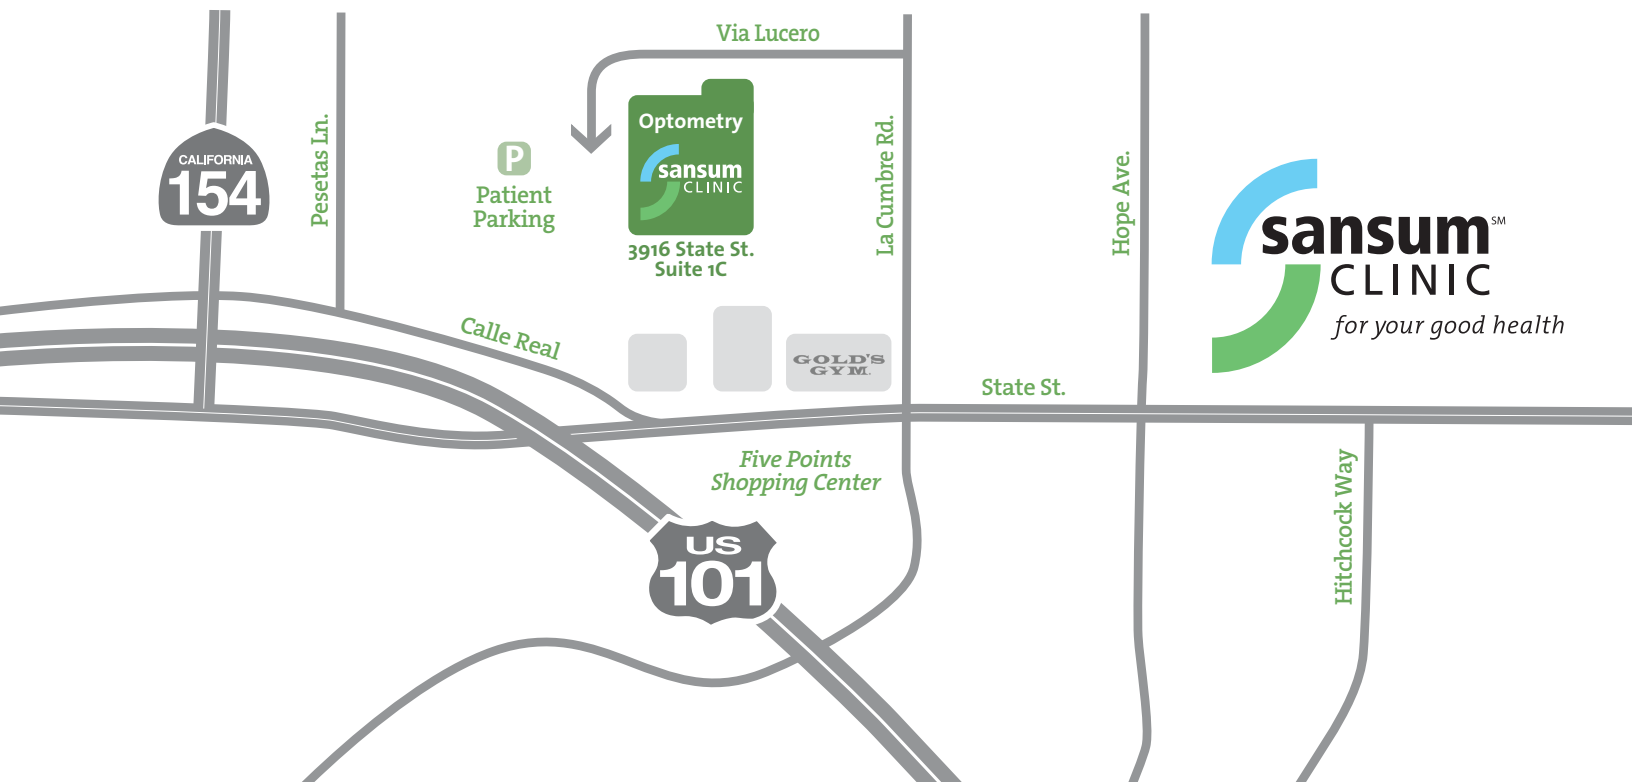 Via Lucero
Optometry
sansum
CLINIC
3916 State St.
Suite 1C
P
Patient
Parking
CALIFORNIA
154
Pesetas Ln.
La Cumbre Rd.
Hope Ave.
sansum℠
CLINIC
for your good health
Calle Real
GOLD'S
GYM.
State St.
Five Points
Shopping Center
US
101
Hitchcock Way